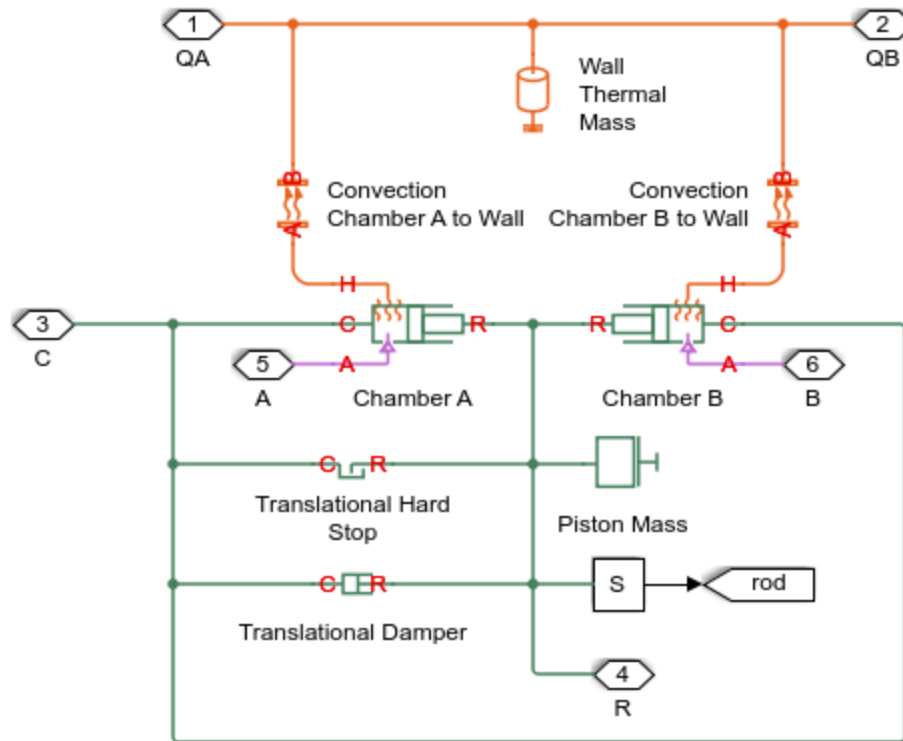 1
QA
2
QB
Wall
Thermal
Mass
B
B
Convection
Chamber A to Wall
Convection
Chamber B to Wall
A
A
H
H
3
C
C
R
R
C
5
A
A
A
6
B
Chamber A
Chamber B
C
R
Translational Hard
Stop
Piston Mass
C
R
S
rod
Translational Damper
4
R